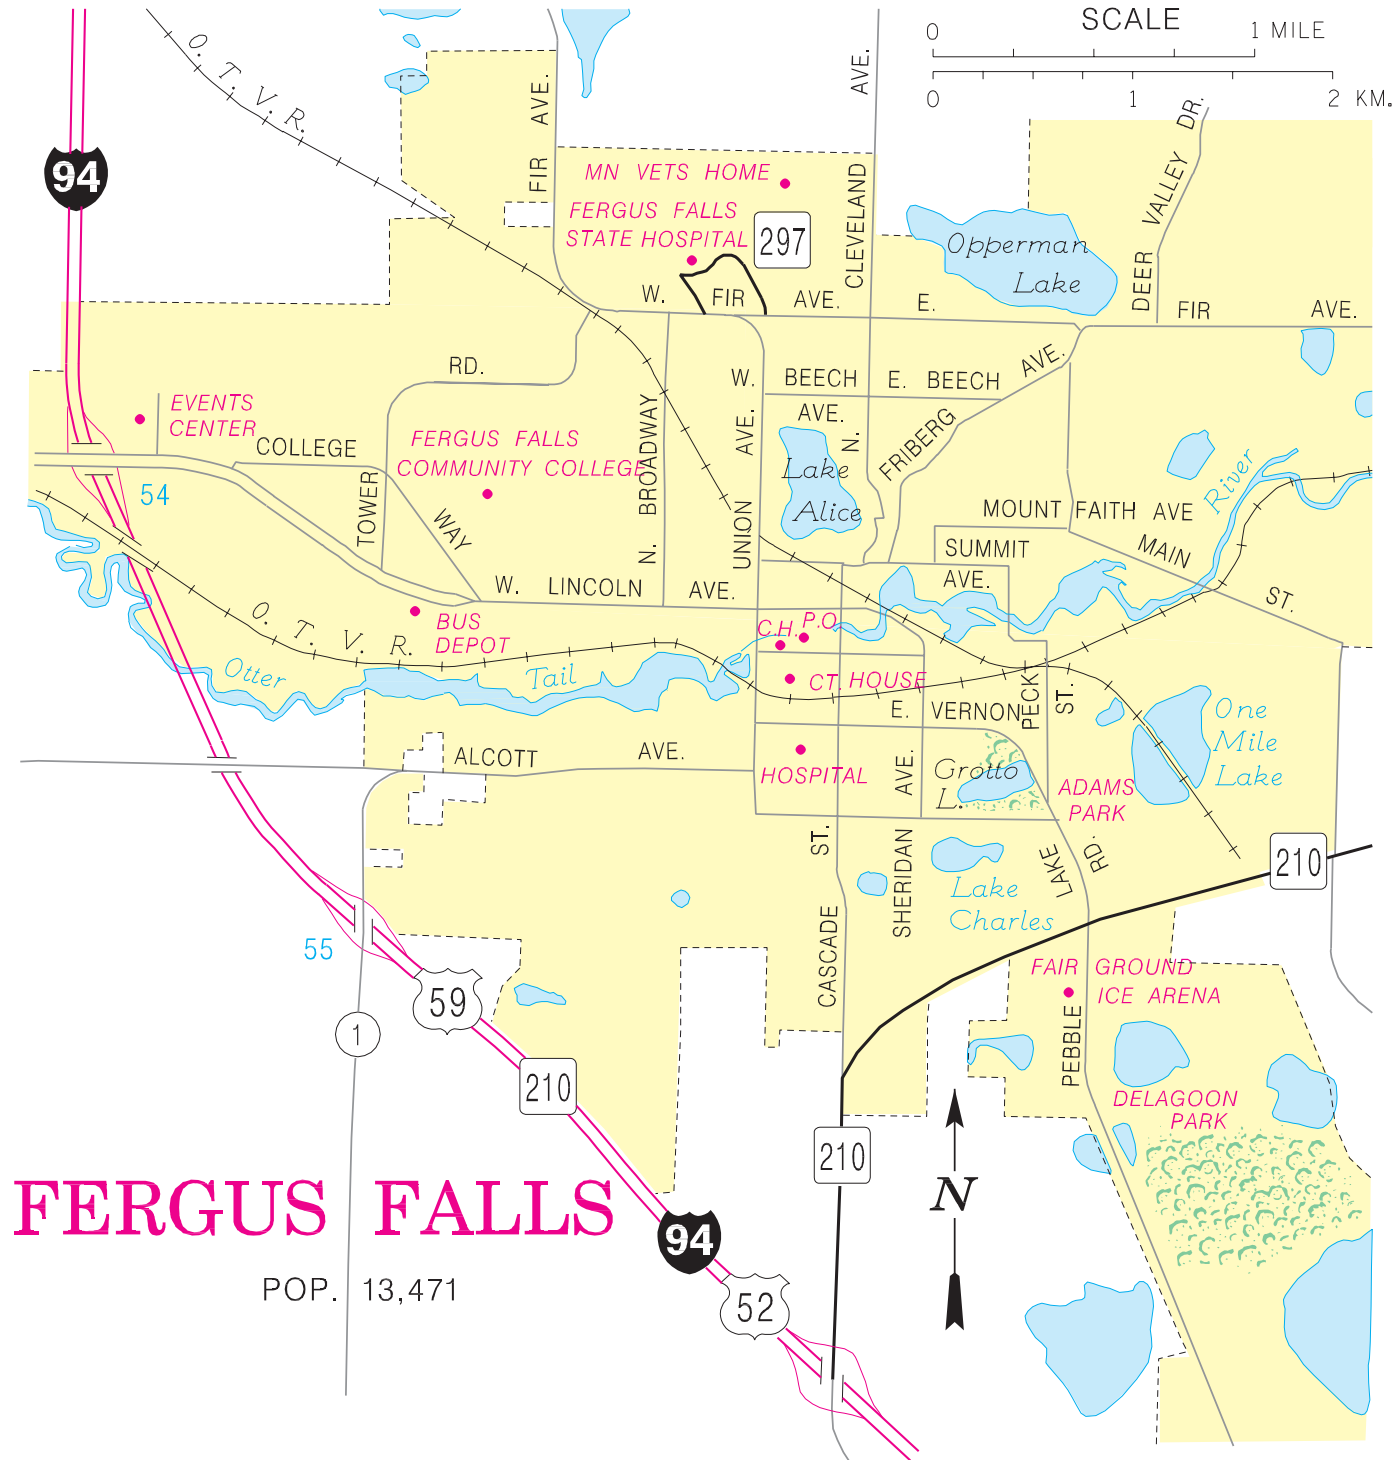 SCALE
0 1 MILE
0 1 2 KM.
O. T. V. R.
94
FIR AVE.
AVE.
CLEVELAND
MN VETS HOME
FERGUS FALLS
STATE HOSPITAL
297
Opperman
Lake
DEER VALLEY DR.
W. FIR AVE. E. FIR AVE.
RD.
W. BEECH E. BEECH AVE.
AVE.
EVENTS
CENTER
COLLEGE
FERGUS FALLS
COMMUNITY COLLEGE
N. BROADWAY
UNION AVE.
N.
FRIBERG
Lake
Alice
54
TOWER
WAY
River
MOUNT FAITH AVE
SUMMIT
AVE.
MAIN
ST.
W. LINCOLN AVE.
O. T. V. R.
BUS
DEPOT
C.H. P.O.
CT. HOUSE
Otter Tail
PECK
ST.
E. VERNON
One
Mile
Lake
ALCOTT AVE.
HOSPITAL
AVE.
Grotto
L.
ADAMS
PARK
ST.
SHERIDAN
LAKE
RD.
210
Lake
Charles
CASCADE
55
FAIR GROUND
ICE ARENA
59
1
PEBBLE
210
DELAGOON
PARK
210
N
FERGUS FALLS
94
POP. 13,471
52